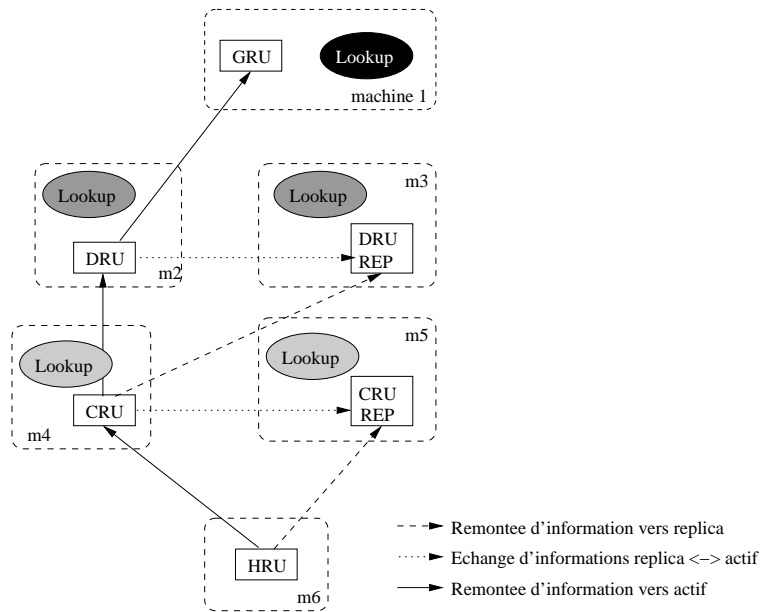 GRU
Lookup
machine 1
Lookup
DRU
m2
Lookup
m3
DRU
REP
Lookup
CRU
m4
Lookup
m5
CRU
REP
HRU
m6
Remontee d'information vers replica
Echange d'informations replica <-> actif
Remontee d'information vers actif